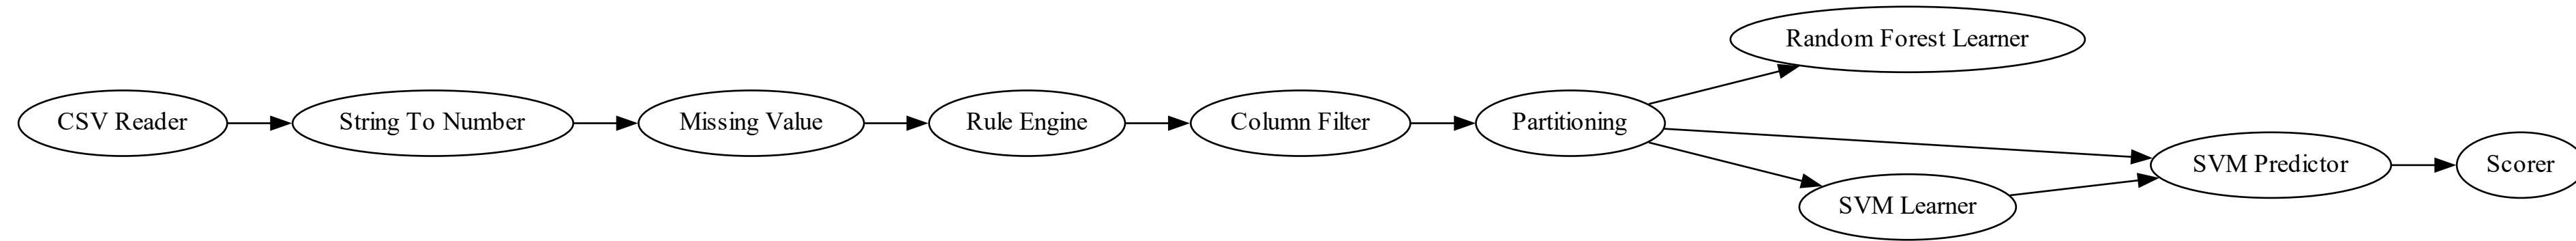 CSV Reader
String To Number
Missing Value
Rule Engine
Column Filter
Partitioning
Random Forest Learner
SVM Learner
SVM Predictor
Scorer